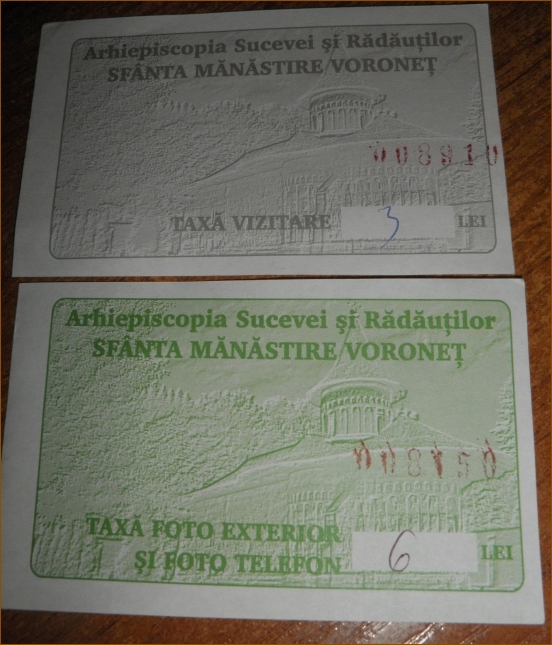 Arhiepiscopia Sucevei şi Rădăuţilor
SFÂNTA MĂNĂSTIRE VORONEŢ
008910
TAXĂ VIZITARE 3 LEI
Arhiepiscopia Sucevei şi Rădăuţilor
SFÂNTA MĂNĂSTIRE VORONEŢ
TAXĂ FOTO EXTERIOR
ŞI FOTO TELEFON 6 LEI